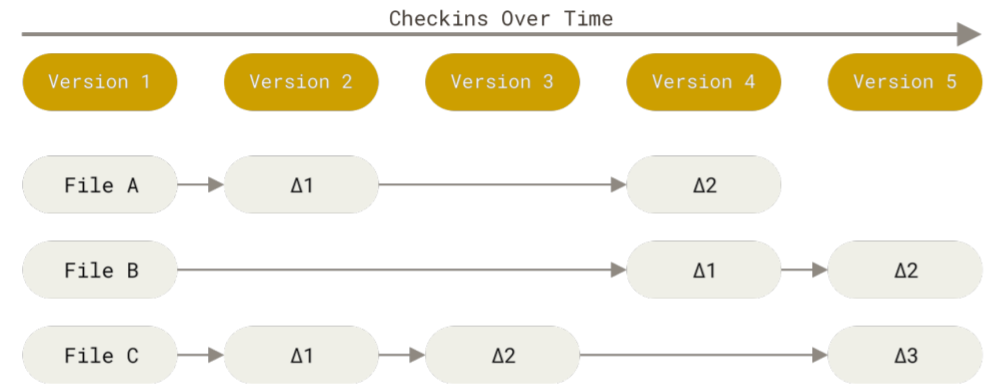 Checkins Over Time
Version 1 Version 2 Version 3 Version 4 Version 5
File A Δ1 Δ2
File B Δ1 Δ2
File C Δ1 Δ2 Δ3